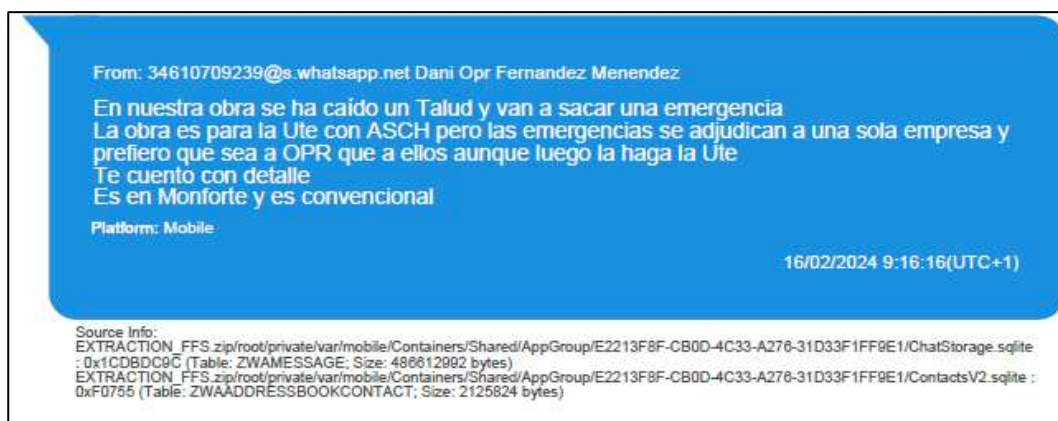 From: 34610709239@s.whatsapp.net Dani Opr Fernandez Menendez
En nuestra obra se ha caído un Talud y van a sacar una emergencia
La obra es para la Ute con ASCH pero las emergencias se adjudican a una sola empresa y
prefiero que sea a OPR que a ellos aunque luego la haga la Ute
Te cuento con detalle
Es en Monforte y es convencional
Platform: Mobile
16/02/2024 9:16:16(UTC+1)
Source Info:
EXTRACTION_FFS.zip/root/private/var/mobile/Containers/Shared/AppGroup/E2213F8F-CB0D-4C33-A276-31D33F1FF9E1/ChatStorage.sqlite
: 0x1CDBDC9C (Table: ZWAMESSAGE; Size: 486612992 bytes)
EXTRACTION_FFS.zip/root/private/var/mobile/Containers/Shared/AppGroup/E2213F8F-CB0D-4C33-A276-31D33F1FF9E1/ContactsV2.sqlite :
0xF0755 (Table: ZWAADDRESSBOOKCONTACT; Size: 2125824 bytes)